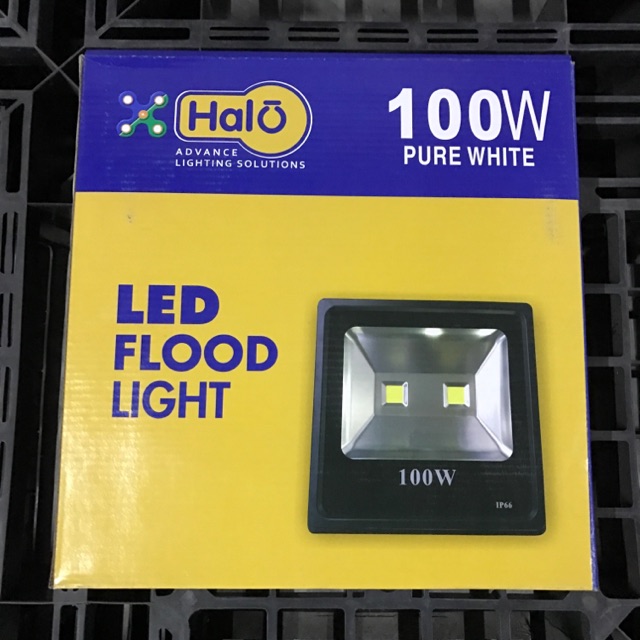 Halō
ADVANCE
LIGHTING SOLUTIONS
100W
PURE WHITE
LED
FLOOD
LIGHT
100W
IP66